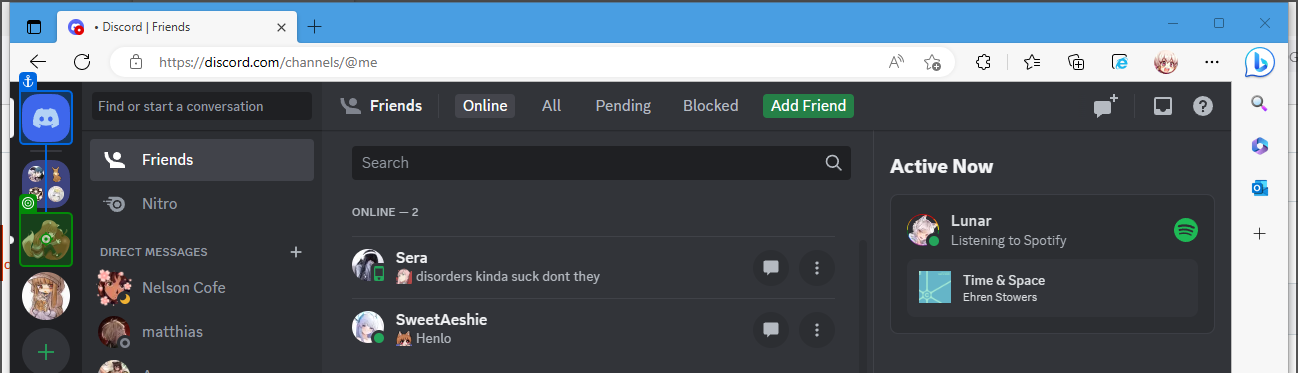 • Discord | Friends
https://discord.com/channels/@me
Find or start a conversation
Friends
Online
All
Pending
Blocked
Add Friend
Friends
Nitro
DIRECT MESSAGES
Nelson Cofe
matthias
Search
ONLINE — 2
Sera
disorders kinda suck dont they
SweetAeshie
Henlo
Active Now
Lunar
Listening to Spotify
Time & Space
Ehren Stowers